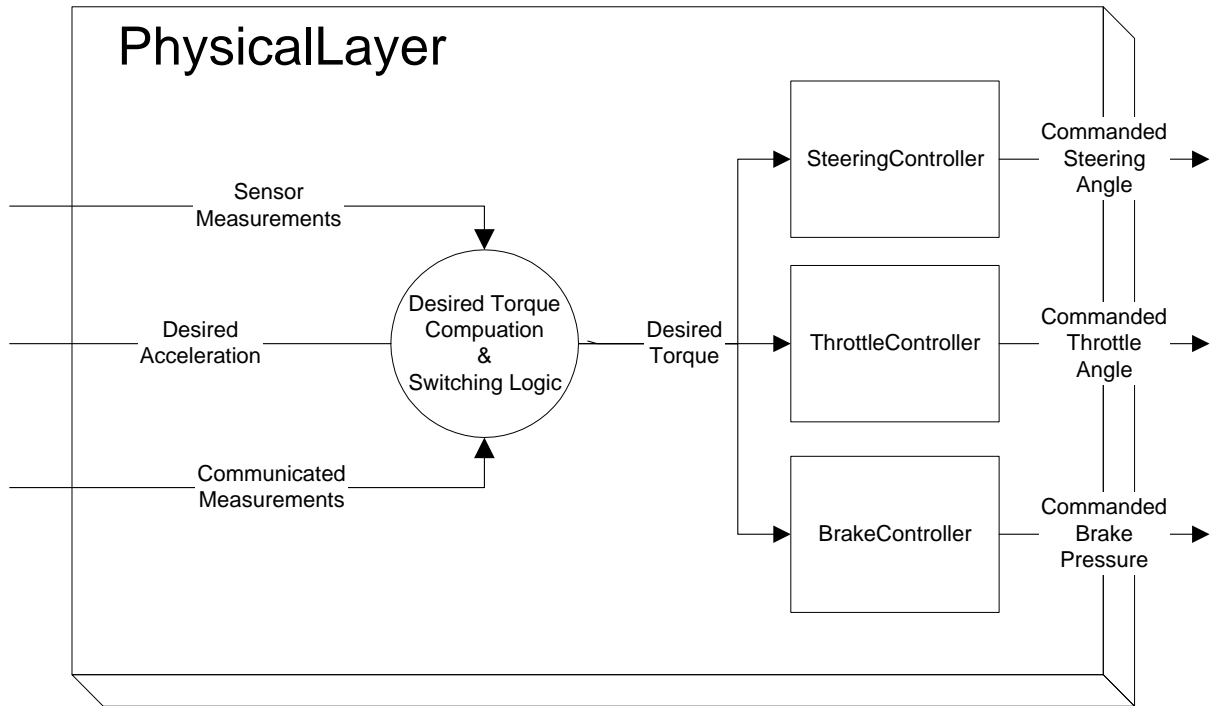 PhysicalLayer
Sensor
Measurements
Desired
Acceleration
Communicated
Measurements
Desired Torque
Compuation
&
Switching Logic
Desired
Torque
SteeringController
ThrottleController
BrakeController
Commanded
Steering
Angle
Commanded
Throttle
Angle
Commanded
Brake
Pressure